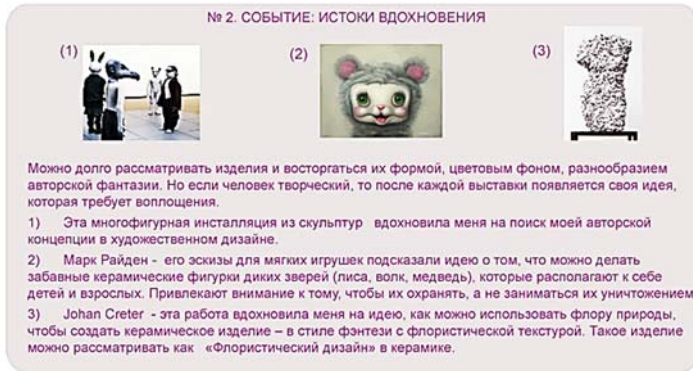 № 2. СОБЫТИЕ: ИСТОКИ ВДОХНОВЕНИЯ
(1) (2) (3)
Можно долго рассматривать изделия и восторгаться их формой, цветовым фоном, разнообразием
авторской фантазии. Но если человек творческий, то после каждой выставки появляется своя идея,
которая требует воплощения.
1) Эта многофигурная инсталляция из скульптур вдохновила меня на поиск моей авторской
концепции в художественном дизайне.
2) Марк Райден - его эскизы для мягких игрушек подсказали идею о том, что можно делать
забавные керамические фигурки диких зверей (лиса, волк, медведь), которые располагают к себе
детей и взрослых. Привлекают внимание к тому, чтобы их охранять, а не заниматься их уничтожением
3) Johan Creter - эта работа вдохновила меня на идею, как можно использовать флору природы,
чтобы создать керамическое изделие – в стиле фэнтези с флористической текстурой. Такое изделие
можно рассматривать как «Флористический дизайн» в керамике.